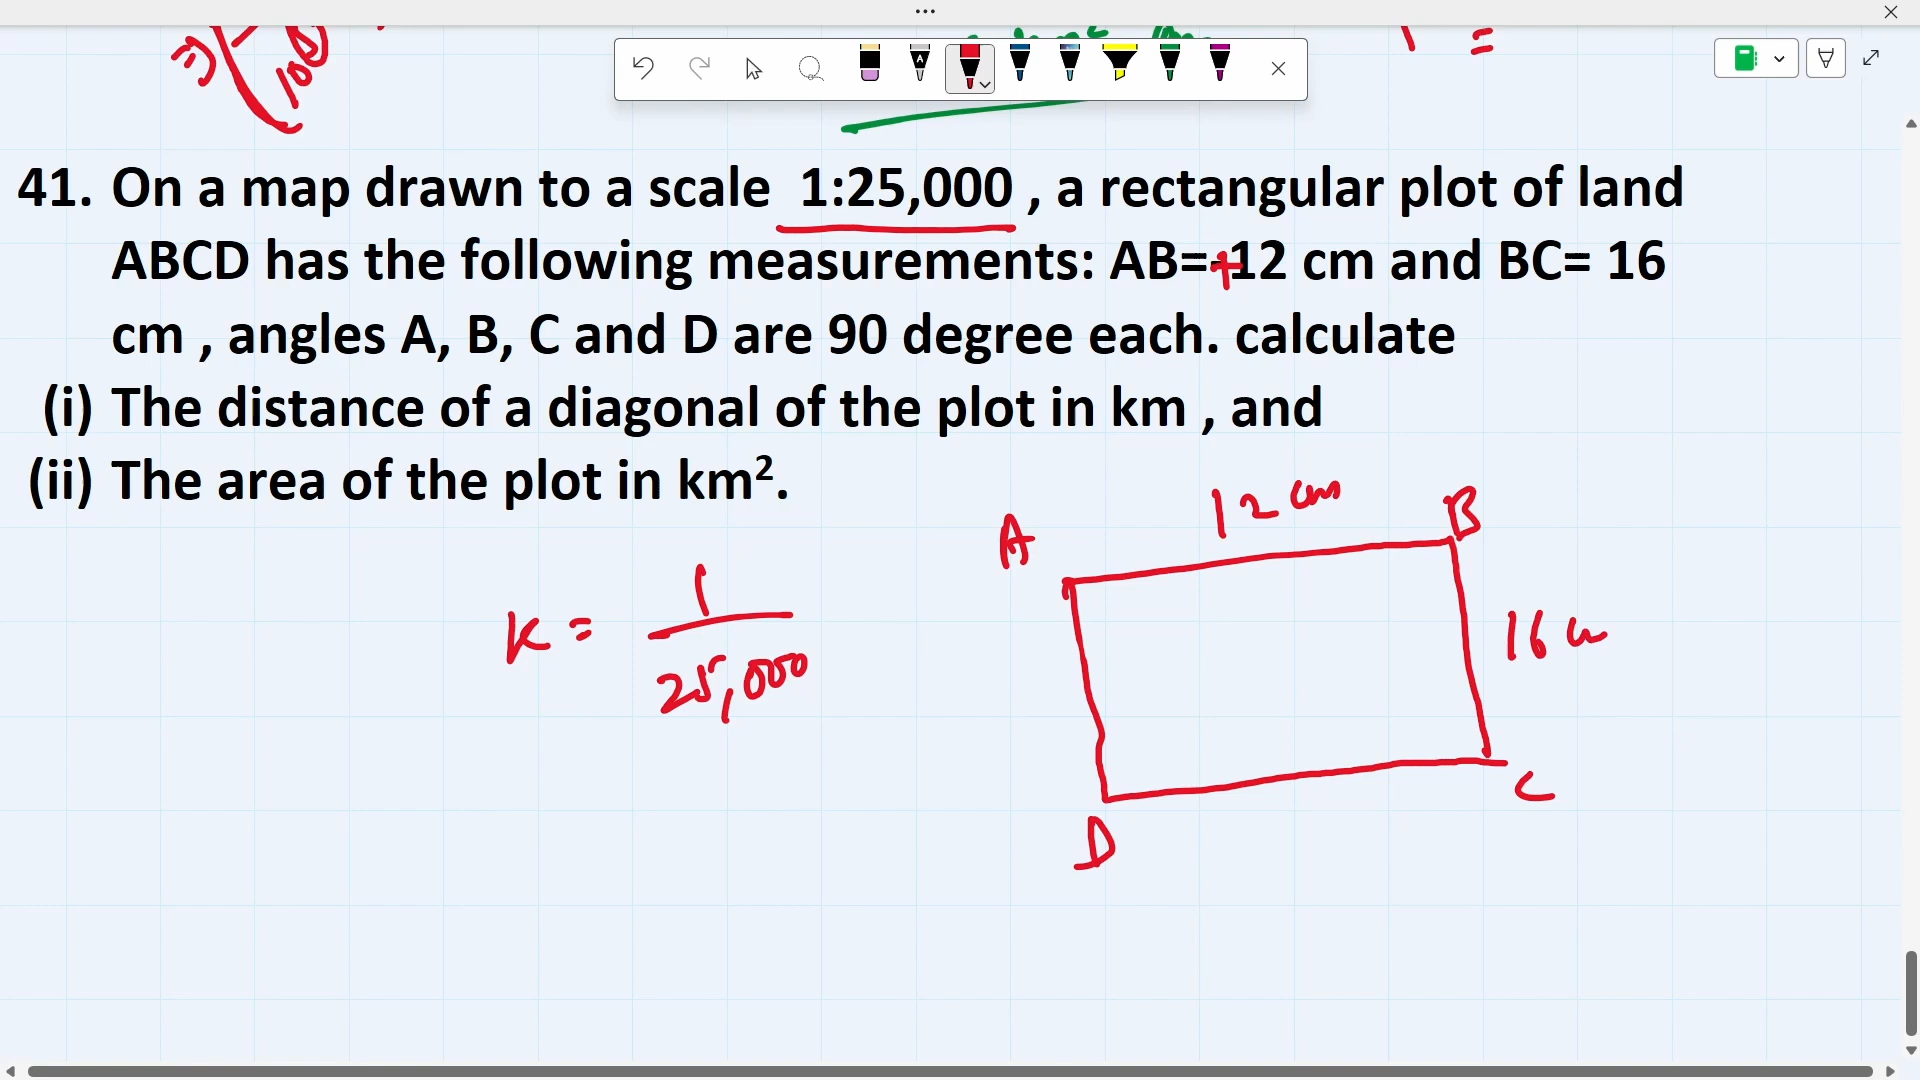 41. On a map drawn to a scale 1:25,000 , a rectangular plot of land
ABCD has the following measurements: AB=+12 cm and BC= 16
cm , angles A, B, C and D are 90 degree each. calculate
(i) The distance of a diagonal of the plot in km , and
(ii) The area of the plot in km².
12 cm
A
B
K = 1
25,000
16 cm
C
D